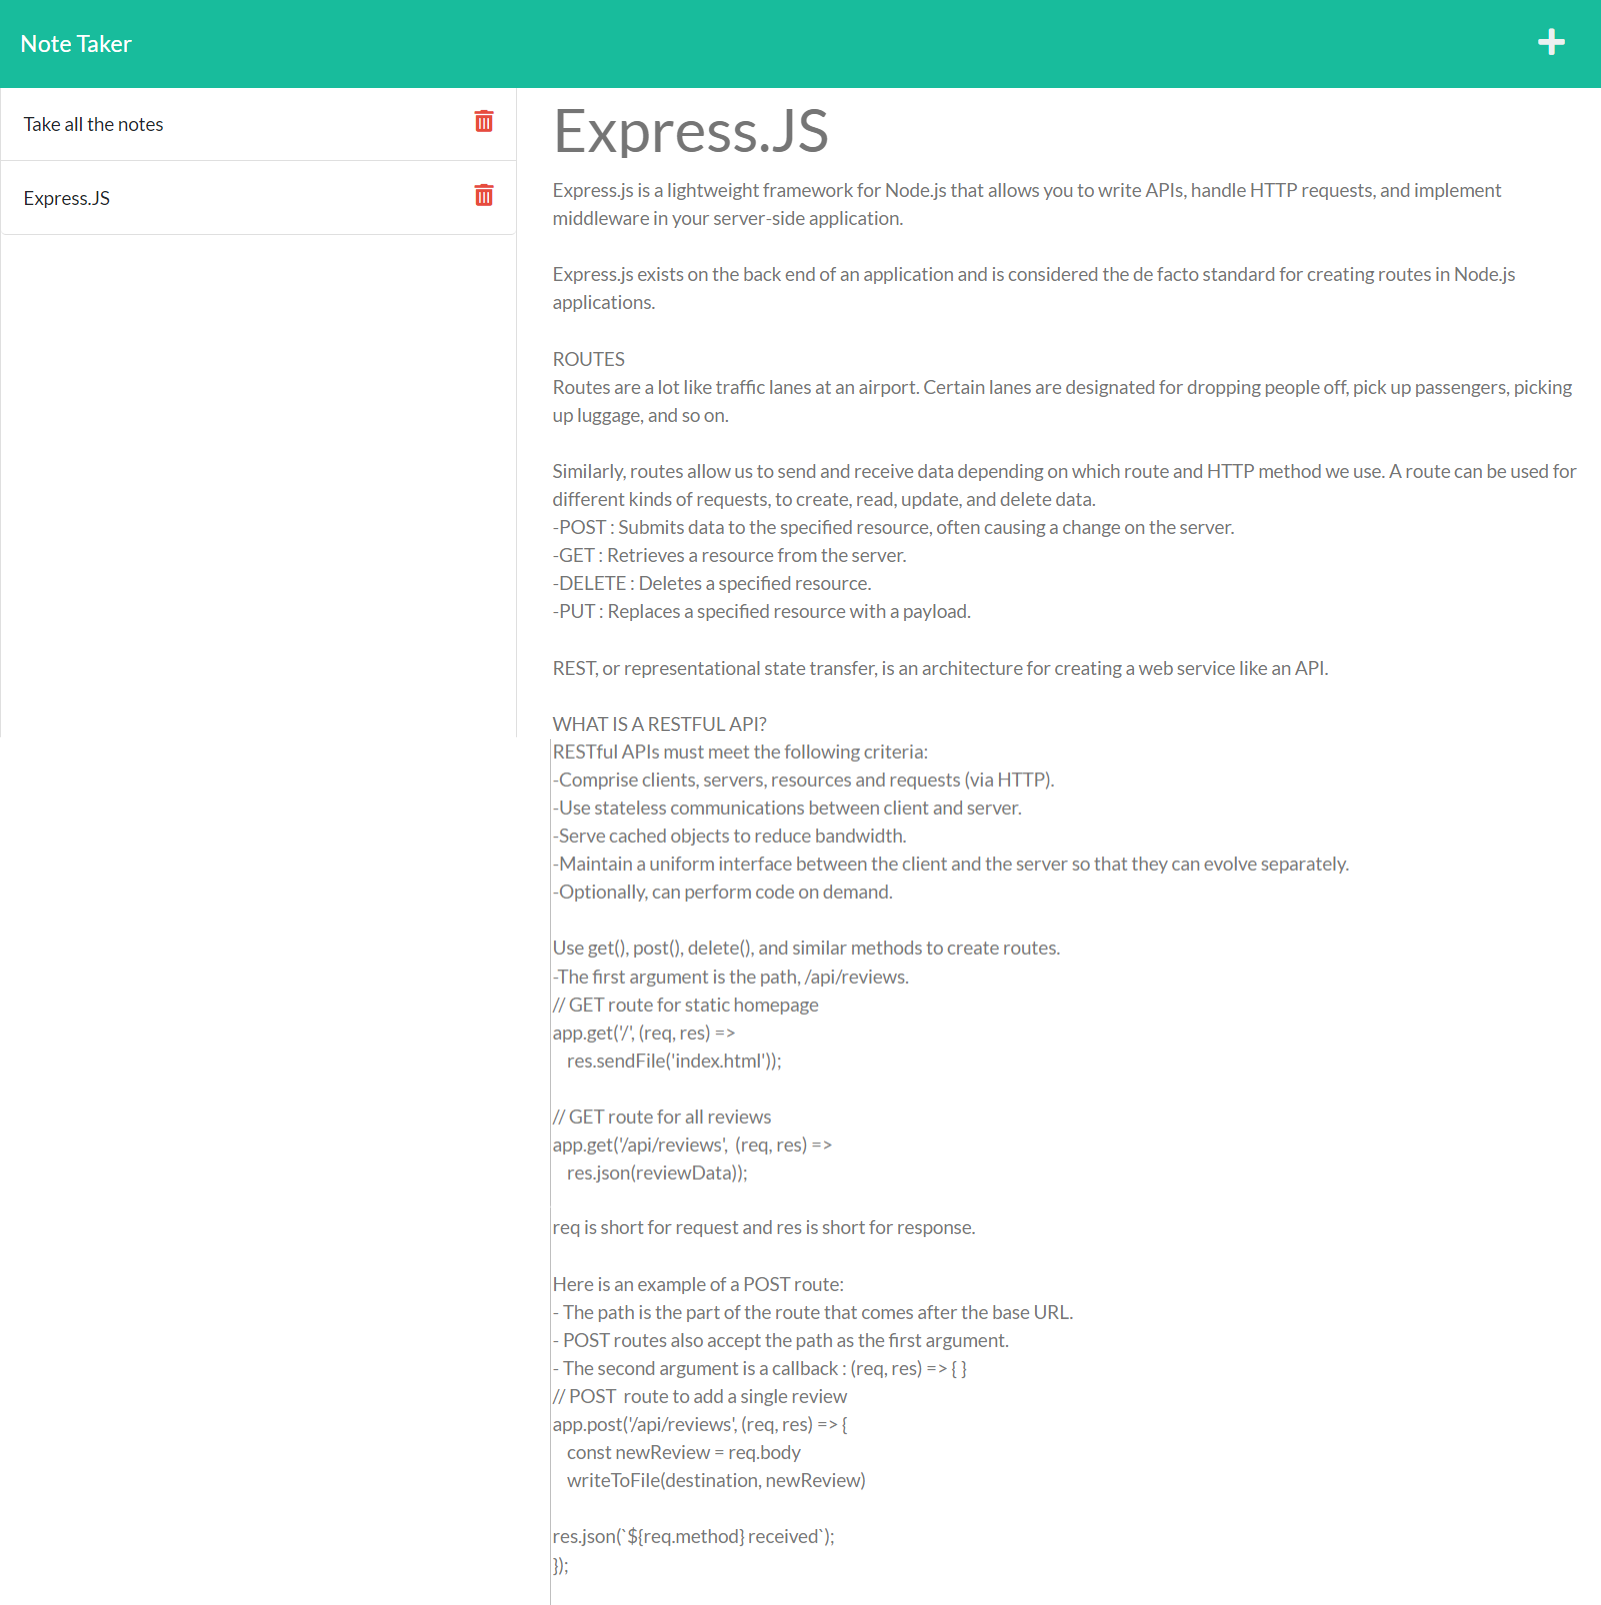 Note Taker
Take all the notes
Express.JS
Express.JS
Express.js is a lightweight framework for Node.js that allows you to write APIs, handle HTTP requests, and implement
middleware in your server-side application.
Express.js exists on the back end of an application and is considered the de facto standard for creating routes in Node.js
applications.
ROUTES
Routes are a lot like traffic lanes at an airport. Certain lanes are designated for dropping people off, pick up passengers, picking
up luggage, and so on.
Similarly, routes allow us to send and receive data depending on which route and HTTP method we use. A route can be used for
different kinds of requests, to create, read, update, and delete data.
-POST : Submits data to the specified resource, often causing a change on the server.
-GET : Retrieves a resource from the server.
-DELETE : Deletes a specified resource.
-PUT : Replaces a specified resource with a payload.
REST, or representational state transfer, is an architecture for creating a web service like an API.
WHAT IS A RESTFUL API?
RESTful APIs must meet the following criteria:
-Comprise clients, servers, resources and requests (via HTTP).
-Use stateless communications between client and server.
-Serve cached objects to reduce bandwidth.
-Maintain a uniform interface between the client and the server so that they can evolve separately.
-Optionally, can perform code on demand.
Use get(), post(), delete(), and similar methods to create routes.
-The first argument is the path, /api/reviews.
// GET route for static homepage
app.get('/', (req, res) =>
res.sendFile('index.html'));
// GET route for all reviews
app.get('/api/reviews', (req, res) =>
res.json(reviewData));
req is short for request and res is short for response.
Here is an example of a POST route:
- The path is the part of the route that comes after the base URL.
- POST routes also accept the path as the first argument.
- The second argument is a callback : (req, res) => { }
// POST route to add a single review
app.post('/api/reviews', (req, res) => {
const newReview = req.body
writeToFile(destination, newReview)
res.json(`${req.method} received`);
});